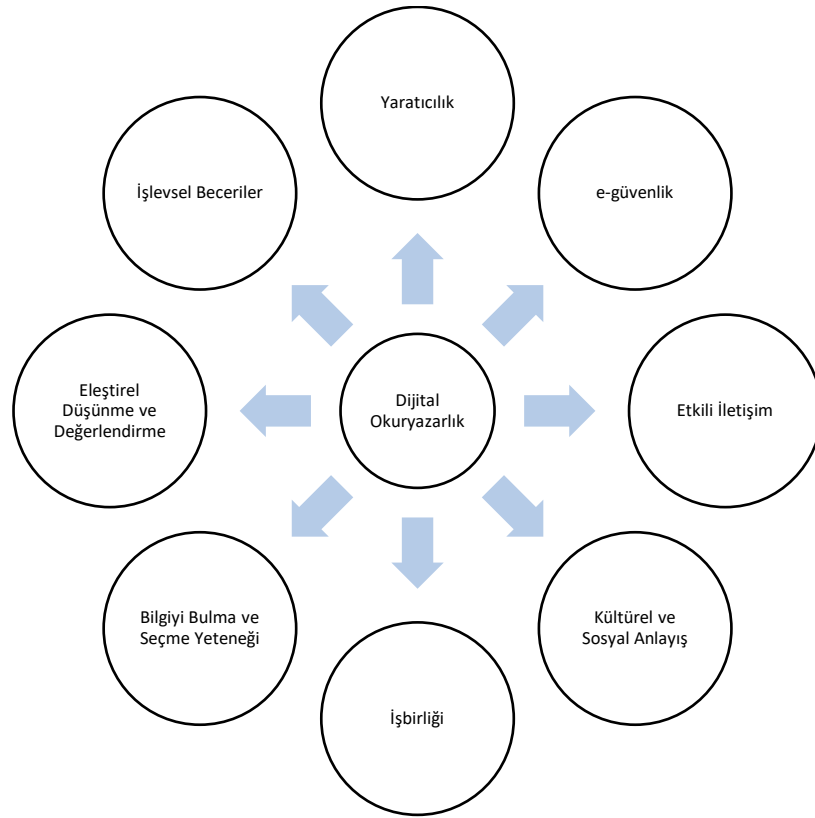 Yaratıcılık
İşlevsel Beceriler
e-güvenlik
Eleştirel
Düşünme ve
Değerlendirme
Dijital
Okuryazarlık
Etkili İletişim
Bilgiyi Bulma ve
Seçme Yeteneği
Kültürel ve
Sosyal Anlayış
İşbirliği